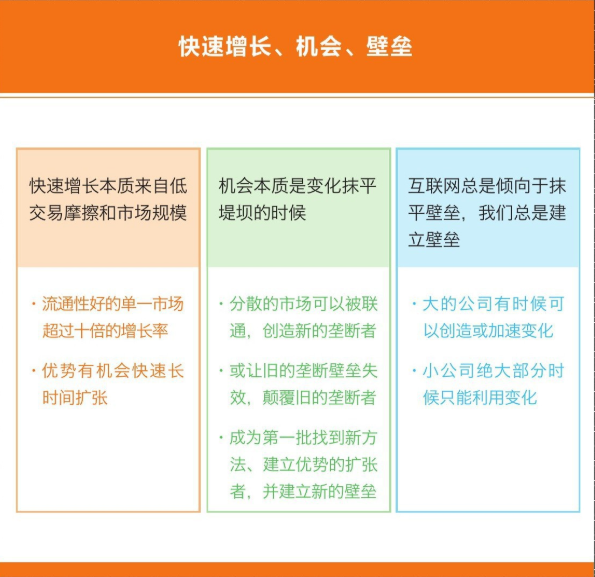 快速增长、机会、壁垒
快速增长本质来自低
交易摩擦和市场规模
· 流通性好的单一市场
超过十倍的增长率
· 优势有机会快速长
时间扩张
机会本质是变化抹平
堤坝的时候
· 分散的市场可以被联
通，创造新的垄断者
· 或让旧的垄断壁垒失
效，颠覆旧的垄断者
· 成为第一批找到新方
法、建立优势的扩张
者，并建立新的壁垒
互联网总是倾向于抹
平壁垒，我们总是建
立壁垒
· 大的公司有时候可
以创造或加速变化
· 小公司绝大部分时
候只能利用变化